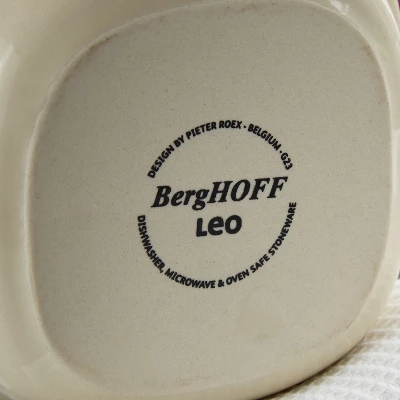 DESIGN BY PIETER ROEX · BELGIUM · G23
BergHOFF
LEO
DISHWASHER, MICROWAVE & OVEN SAFE STONEWARE